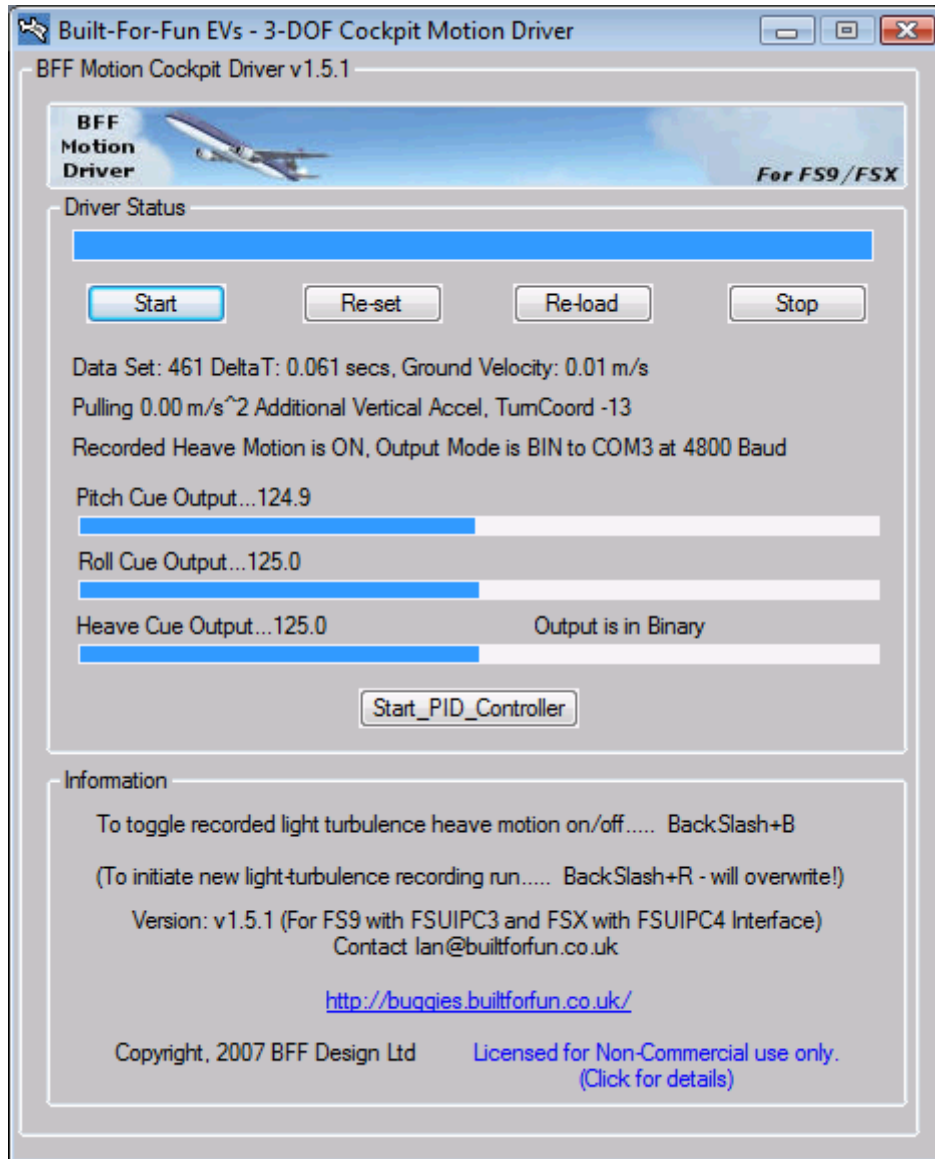 Built-For-Fun EVs - 3-DOF Cockpit Motion Driver
BFF Motion Cockpit Driver v1.5.1
BFF
Motion
Driver
For FS9/FSX
Driver Status
Start
Re-set
Re-load
Stop
Data Set: 461 DeltaT: 0.061 secs, Ground Velocity: 0.01 m/s
Pulling 0.00 m/s^2 Additional Vertical Accel, TurnCoord -13
Recorded Heave Motion is ON, Output Mode is BIN to COM3 at 4800 Baud
Pitch Cue Output...124.9
Roll Cue Output...125.0
Heave Cue Output...125.0
Output is in Binary
Start_PID_Controller
Information
To toggle recorded light turbulence heave motion on/off..... BackSlash+B
(To initiate new light-turbulence recording run..... BackSlash+R - will overwrite!)
Version: v1.5.1 (For FS9 with FSUIPC3 and FSX with FSUIPC4 Interface)
Contact Ian@builtforfun.co.uk
http://buggies.builtforfun.co.uk/
Copyright, 2007 BFF Design Ltd
Licensed for Non-Commercial use only.
(Click for details)